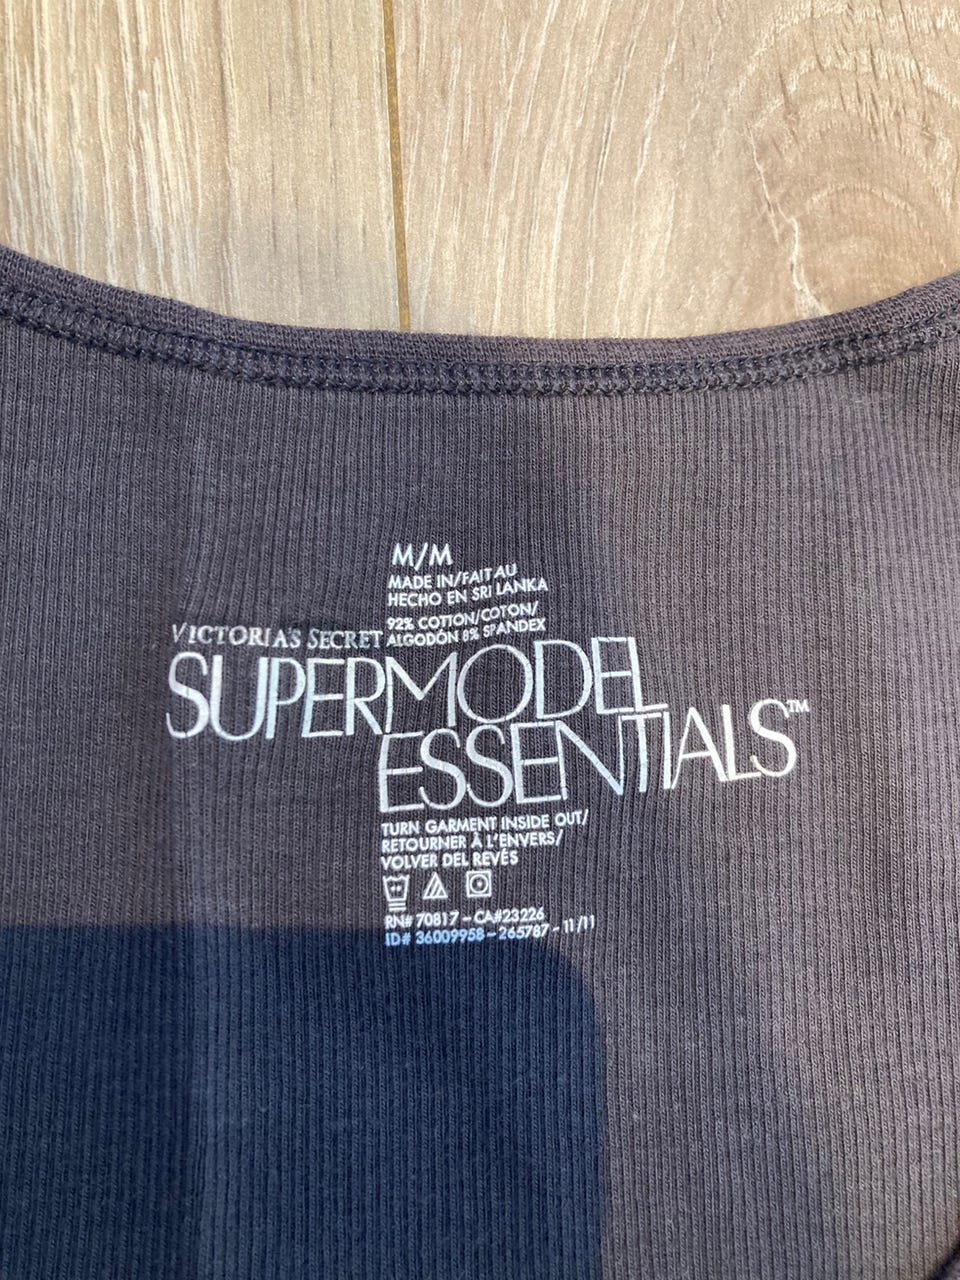 M/M
MADE IN/FAIT AU
HECHO EN SRI LANKA
92% COTTON/COTON/
ALGODÓN 8% SPANDEX
VICTORIA'S SECRET
SUPERMODEL
ESSENTIALS™
TURN GARMENT INSIDE OUT/
RETOURNER À L'ENVERS/
VOLVER DEL REVÉS
RN# 70817 - CA#23226
ID# 36009958 - 265787 - 11/11